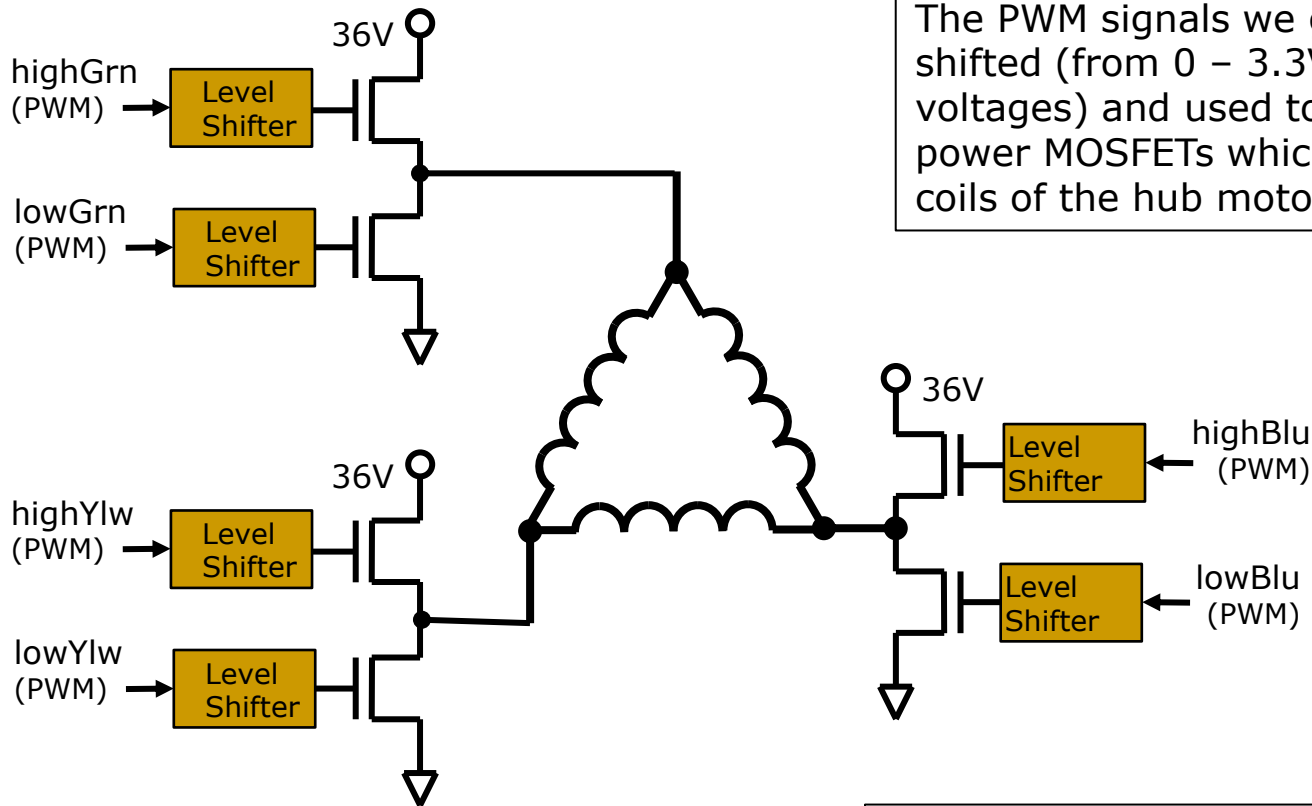 The PWM signals we
shifted (from 0 – 3.3V
voltages) and used to
power MOSFETs
coils of the hub
36V
highGrn
(PWM)
Level
Shifter
lowGrn
(PWM)
Level
Shifter
36V
highYlw
(PWM)
Level
Shifter
lowYlw
(PWM)
Level
Shifter
36V
Level
Shifter
highBlu
(PWM)
Level
Shifter
lowBlu
(PWM)